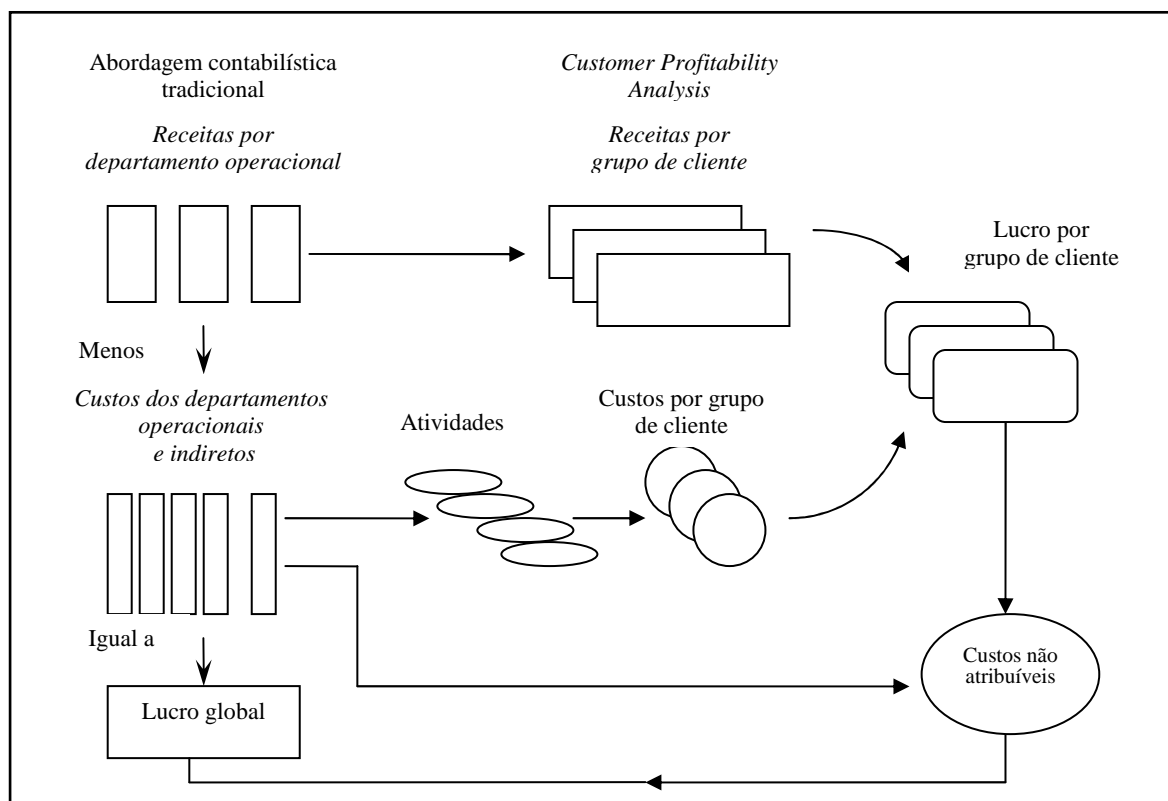 Abordagem contabilística
tradicional
Receitas por
departamento operacional
Customer Profitability
Analysis
Receitas por
grupo de cliente
Lucro por
grupo de cliente
Menos
Custos dos departamentos
operacionais
e indiretos
Atividades
Custos por grupo
de cliente
Igual a
Lucro global
Custos não
atribuíveis